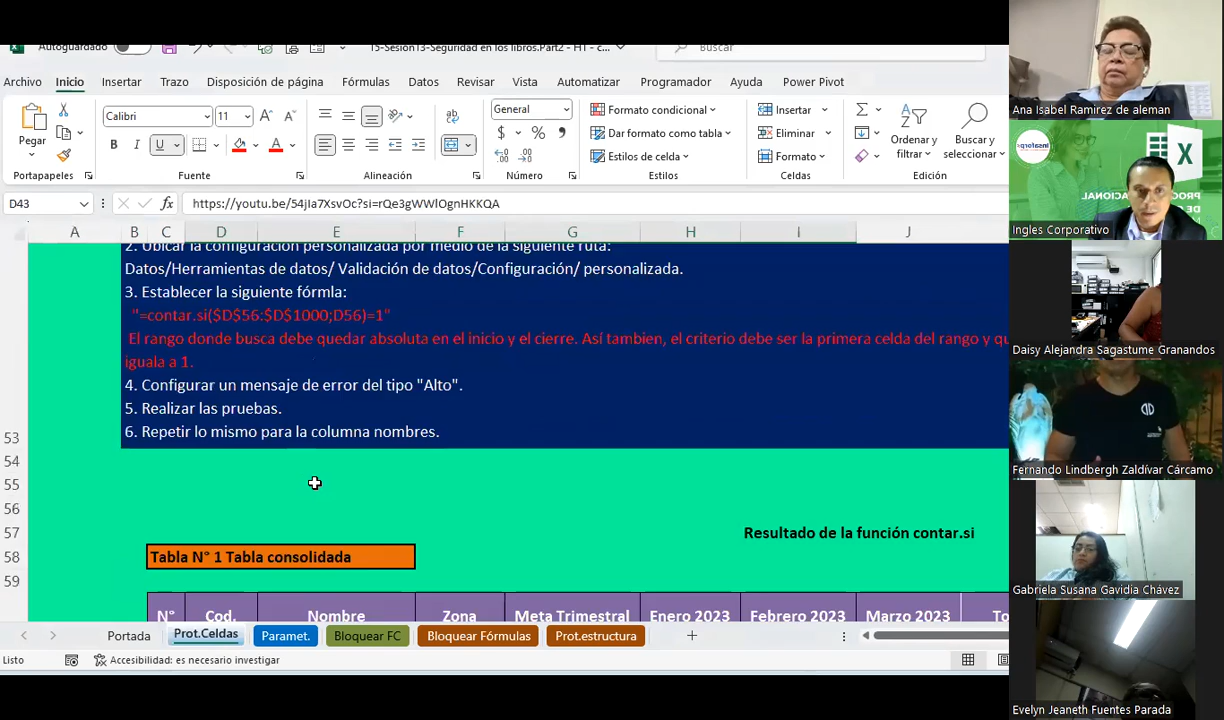 Autoguardado
15-Sesion13-Seguridad en los libros.Part2 - HT - c...
Buscar
Archivo Inicio Insertar Trazo Disposición de página Fórmulas Datos Revisar Vista Automatizar Programador Ayuda Power Pivot
Pegar
Calibri 11
N K S
General
$ %
Formato condicional
Dar formato como tabla
Estilos de celda
Insertar
Eliminar
Formato
Ordenar y filtrar
Buscar y seleccionar
Portapapeles Fuente Alineación Número Estilos Celdas Edición
D43 fx https://youtu.be/54jIa7XsvOc?si=rQe3gWWlOgnHKKQA
A B C D E F G H I J
2. Ubicar la configuración personalizada por medio de la siguiente ruta:
Datos/Herramientas de datos/ Validación de datos/Configuración/ personalizada.
3. Establecer la siguiente fórmla:
"=contar.si($D$56:$D$1000;D56)=1"
El rango donde busca debe quedar absoluta en el inicio y el cierre. Así tambien, el criterio debe ser la primera celda del rango y qu
iguala a 1.
4. Configurar un mensaje de error del tipo "Alto".
5. Realizar las pruebas.
53 6. Repetir lo mismo para la columna nombres.
54
55
56
57 Resultado de la función contar.si
58 Tabla N° 1 Tabla consolidada
59
N° Cod. Nombre Zona Meta Trimestral Enero 2023 Febrero 2023 Marzo 2023 To
Portada Prot.Celdas Paramet. Bloquear FC Bloquear Fórmulas Prot.estructura
Listo Accesibilidad: es necesario investigar
Ana Isabel Ramirez de aleman
Ingles Corporativo
Daisy Alejandra Sagastume Granandos
Fernando Lindbergh Zaldívar Cárcamo
Gabriela Susana Gavidia Chávez
Evelyn Jeaneth Fuentes Parada